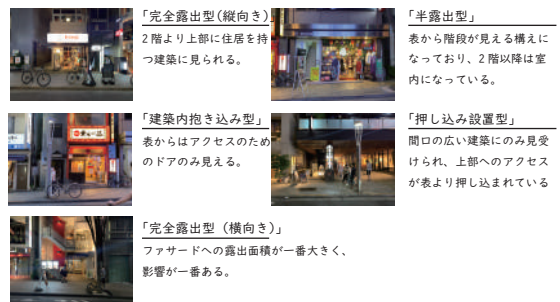 「完全露出型(縦向き)」
2階より上部に住居を持
つ建築に見られる。
「半露出型」
表から階段が見える構えに
なっており、2階以降は室
内になっている。
「建築内抱き込み型」
表からはアクセスのため
のドアのみ見える。
「押し込み設置型」
間口の広い建築にのみ見受
けられ、上部へのアクセス
が表より押し込まれている
「完全露出型（横向き）」
ファサードへの露出面積が一番大きく、
影響が一番ある。